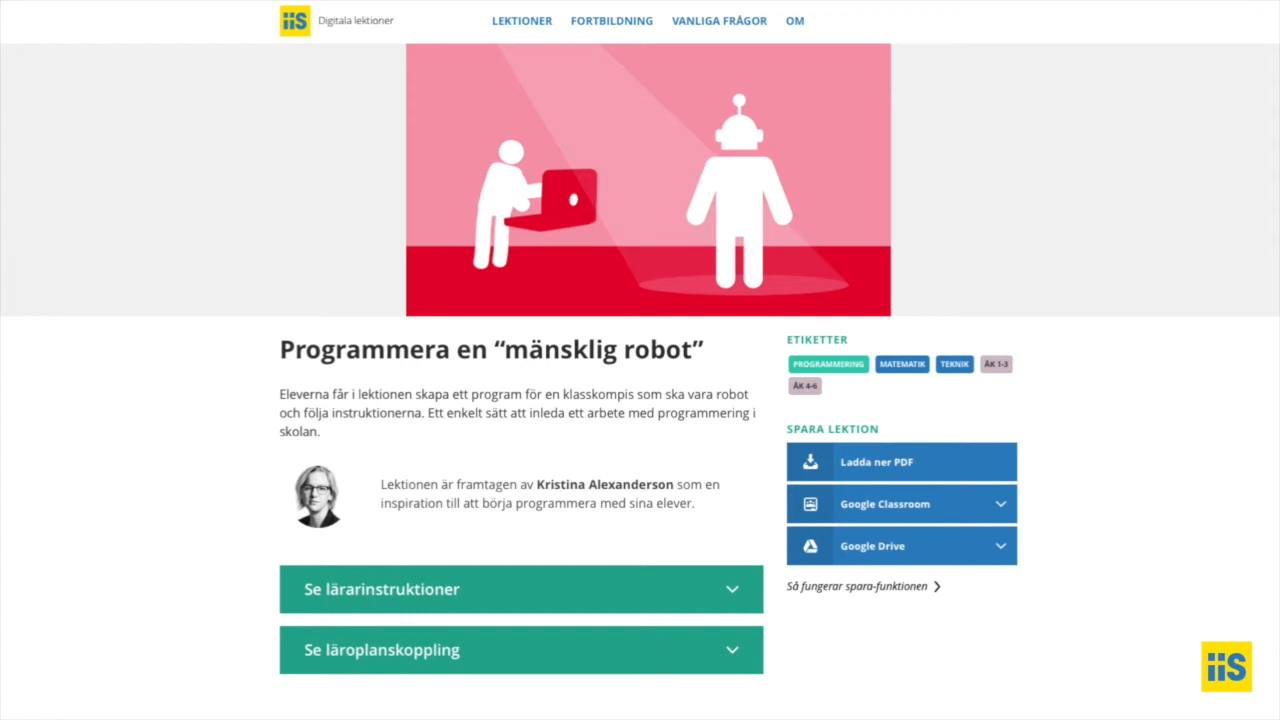 iiS Digitala lektioner LEKTIONER FORTBILDNING VANLIGA FRÅGOR OM
Programmera en “mänsklig robot”
Eleverna får i lektionen skapa ett program för en klasskompis som ska vara robot
och följa instruktionerna. Ett enkelt sätt att inleda ett arbete med programmering i
skolan.
Lektionen är framtagen av Kristina Alexanderson som en
inspiration till att börja programmera med sina elever.
Se lärarinstruktioner
Se läroplanskoppling
ETIKETTER
PROGRAMMERING MATEMATIK TEKNIK ÅK 1-3
ÅK 4-6
SPARA LEKTION
Ladda ner PDF
Google Classroom
Google Drive
Så fungerar spara-funktionen
iiS